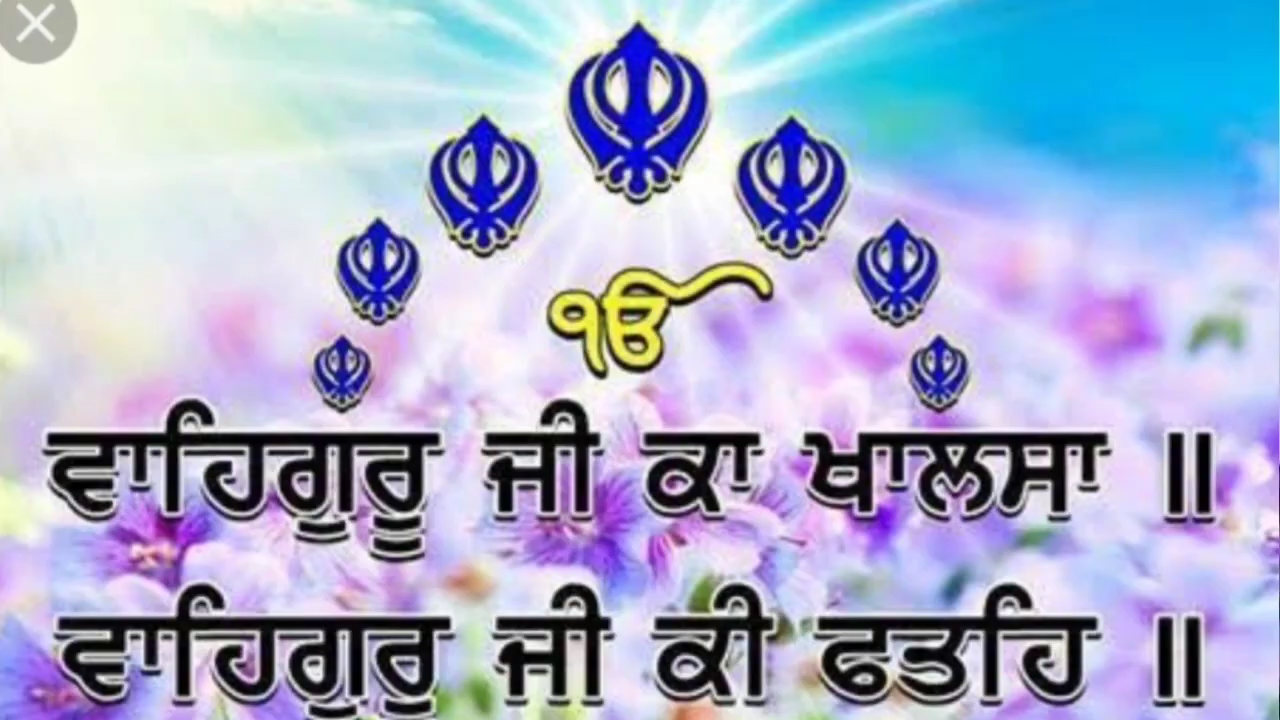 ੴ
ਵਾਹਿਗੁਰੂ ਜੀ ਕਾ ਖਾਲਸਾ ॥
ਵਾਹਿਗੁਰੂ ਜੀ ਕੀ ਫਤਹਿ ॥